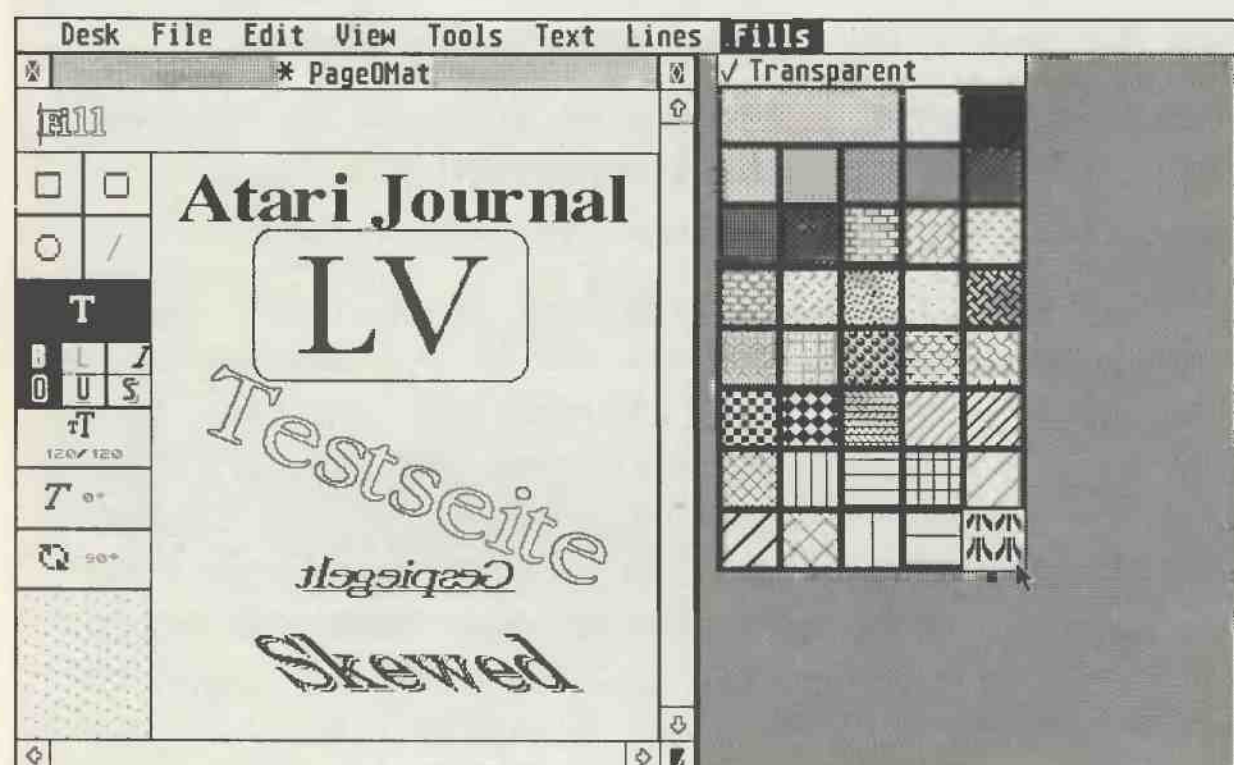 Desk File Edit View Tools Text Lines Fills
* PageOMat
√ Transparent
Fill
Atari Journal
LV
T
B L I
O U S
TT
120/120
T 0°
90°
Testseite
Gespiegelt
Skewed